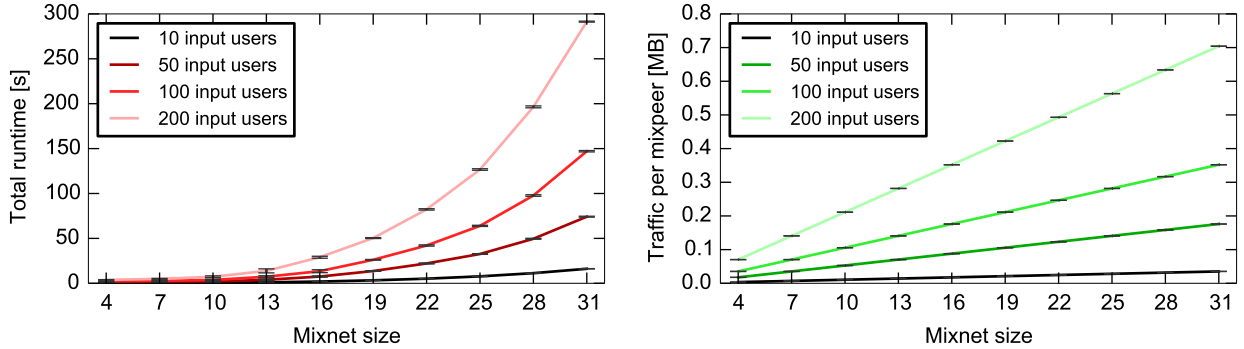 300
250
200
150
100
50
0
Total runtime [s]
10 input users
50 input users
100 input users
200 input users
4 7 10 13 16 19 22 25 28 31
Mixnet size
0.8
0.7
0.6
0.5
0.4
0.3
0.2
0.1
0.0
Traffic per mixpeer [MB]
10 input users
50 input users
100 input users
200 input users
4 7 10 13 16 19 22 25 28 31
Mixnet size